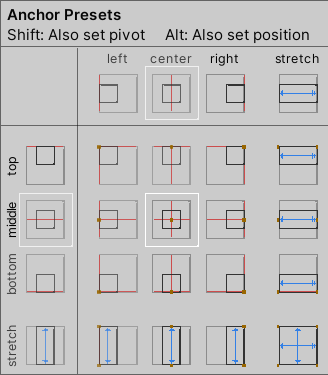 Anchor Presets
Shift: Also set pivot Alt: Also set position
left center right stretch
top
middle
bottom
stretch